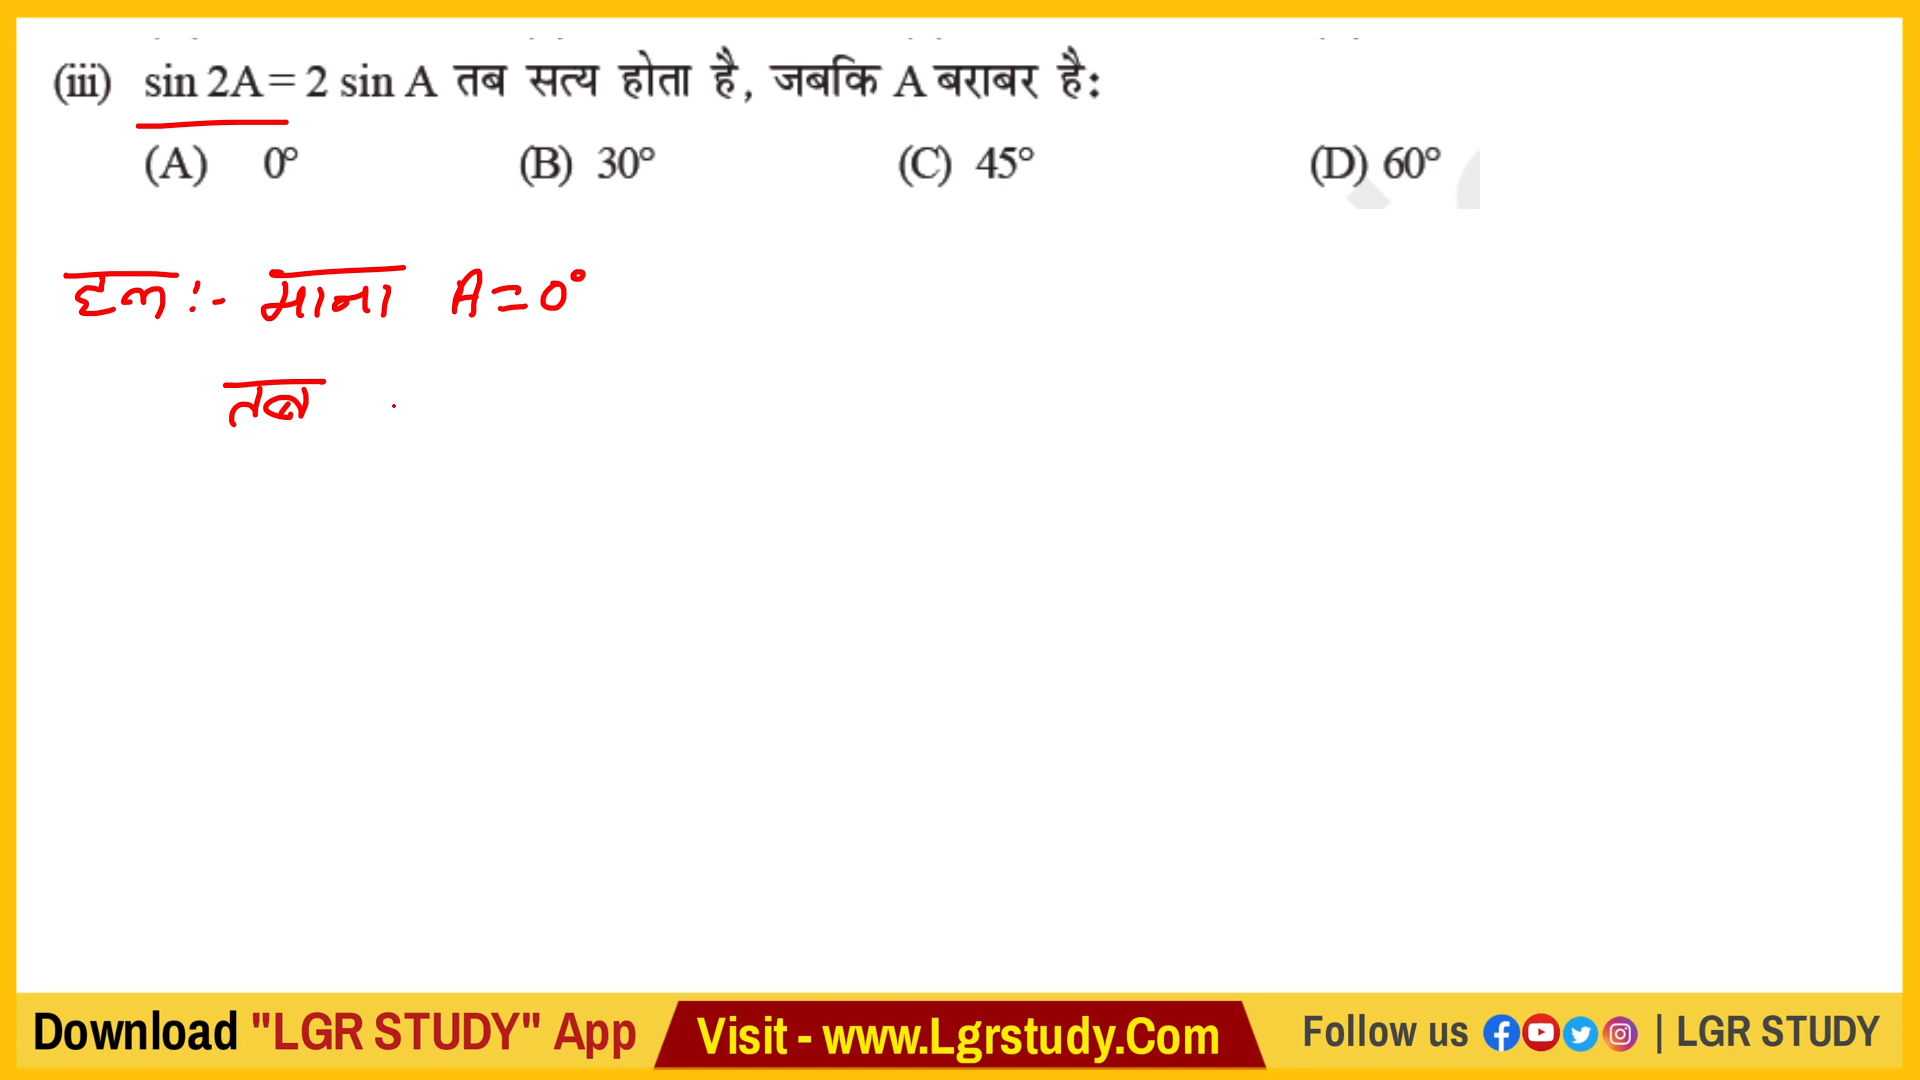 (iii) sin 2A = 2 sin A तब सत्य होता है, जबकि A बराबर है:
(A) 0° (B) 30° (C) 45° (D) 60°
हल :- माना A = 0°
तब
Download "LGR STUDY" App Visit - www.Lgrstudy.Com Follow us | LGR STUDY